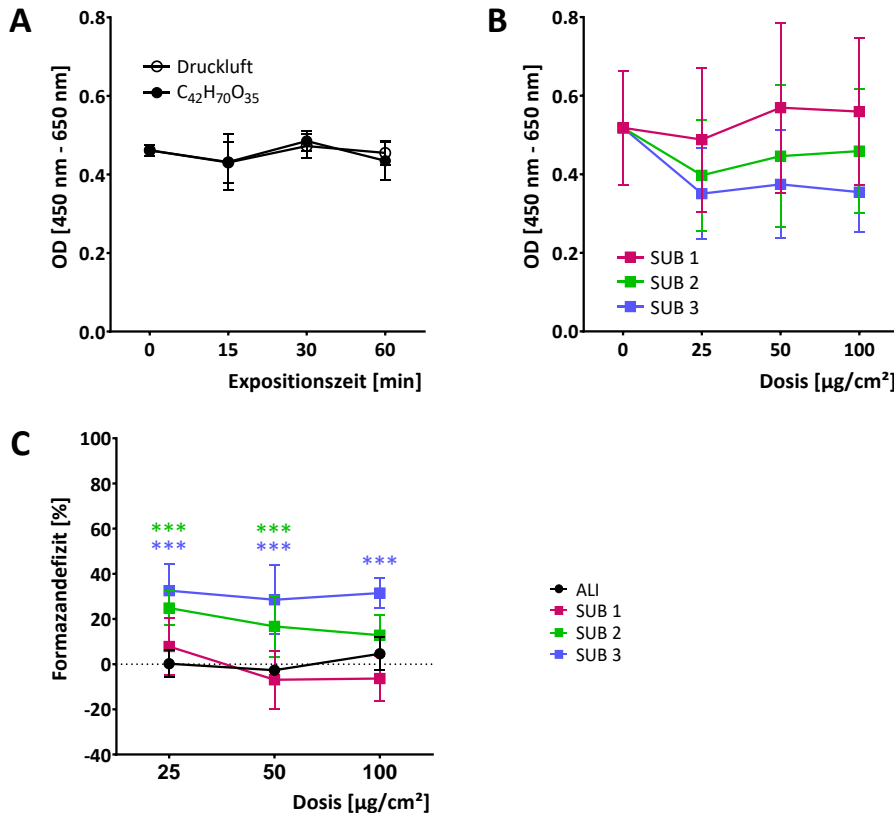 A
OD [450 nm - 650 nm]
0.8
0.6
0.4
0.2
0.0
Druckluft
C₄₂H₇₀O₃₅
0 15 30 60
Expositionszeit [min]
B
OD [450 nm - 650 nm]
0.8
0.6
0.4
0.2
0.0
SUB 1
SUB 2
SUB 3
0 25 50 100
Dosis [µg/cm²]
C
Formazandefizit [%]
100
80
60
40
20
0
-20
-40
*** ***
*** *** ***
25 50 100
Dosis [µg/cm²]
ALI
SUB 1
SUB 2
SUB 3